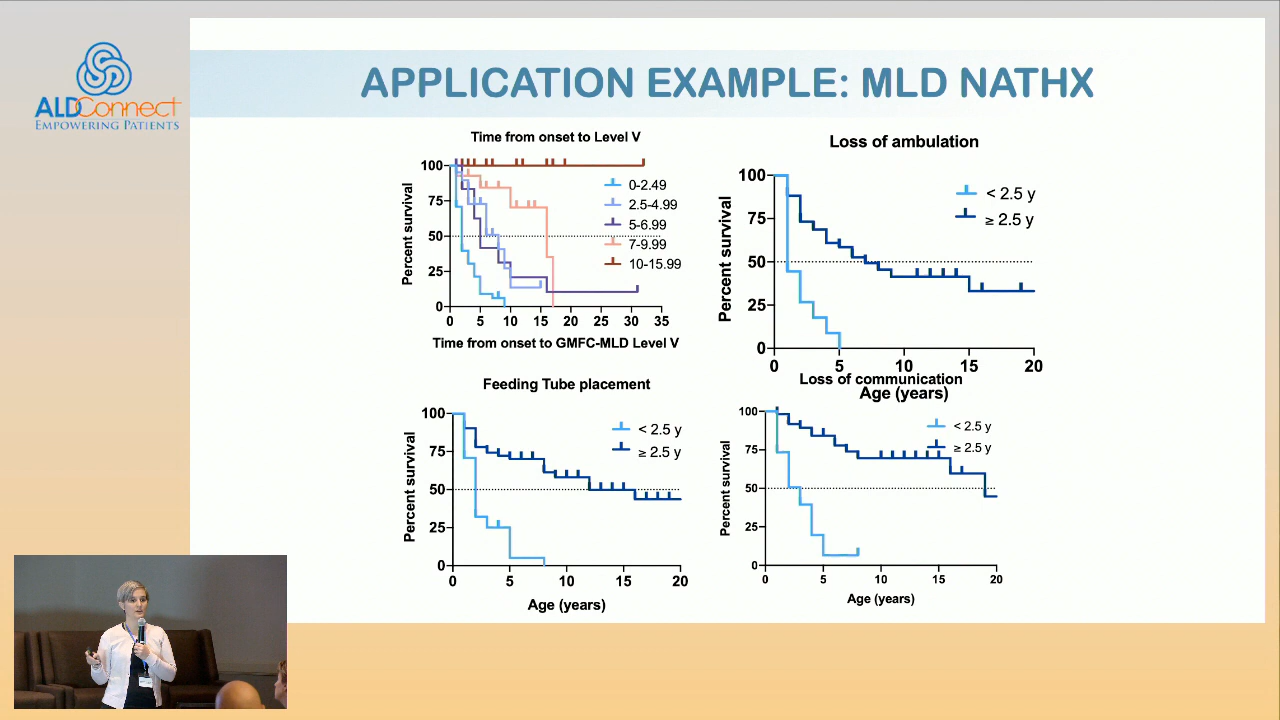 ALDConnect
EMPOWERING PATIENTS
APPLICATION EXAMPLE: MLD NATHX
Time from onset to Level V
Percent survival
100
75
50
25
0
0 5 10 15 20 25 30 35
0-2.49
2.5-4.99
5-6.99
7-9.99
10-15.99
Time from onset to GMFC-MLD Level V
Loss of ambulation
Percent survival
100
75
50
25
0
0 5 10 15 20
< 2.5 y
≥ 2.5 y
Age (years)
Feeding Tube placement
Percent survival
100
75
50
25
0
0 5 10 15 20
< 2.5 y
≥ 2.5 y
Age (years)
Loss of communication
Percent survival
100
75
50
25
0
0 5 10 15 20
< 2.5 y
≥ 2.5 y
Age (years)